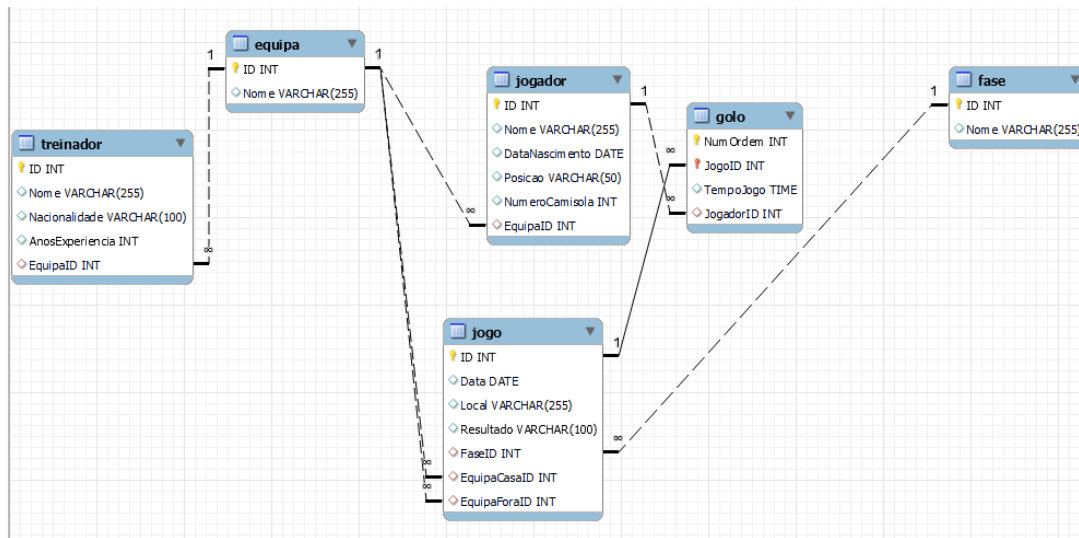 equipa
ID INT
Nome VARCHAR(255)
treinador
ID INT
Nome VARCHAR(255)
Nacionalidade VARCHAR(100)
AnosExperiencia INT
EquipaID INT
jogador
ID INT
Nome VARCHAR(255)
DataNascimento DATE
Posicao VARCHAR(50)
NumeroCamisola INT
EquipaID INT
golo
NumOrdem INT
JogoID INT
TempoJogo TIME
JogadorID INT
fase
ID INT
Nome VARCHAR(255)
jogo
ID INT
Data DATE
Local VARCHAR(255)
Resultado VARCHAR(100)
FaseID INT
EquipaCasaID INT
EquipaForaID INT
1
∞
1
∞
∞
∞
1
∞
1
∞
1
∞